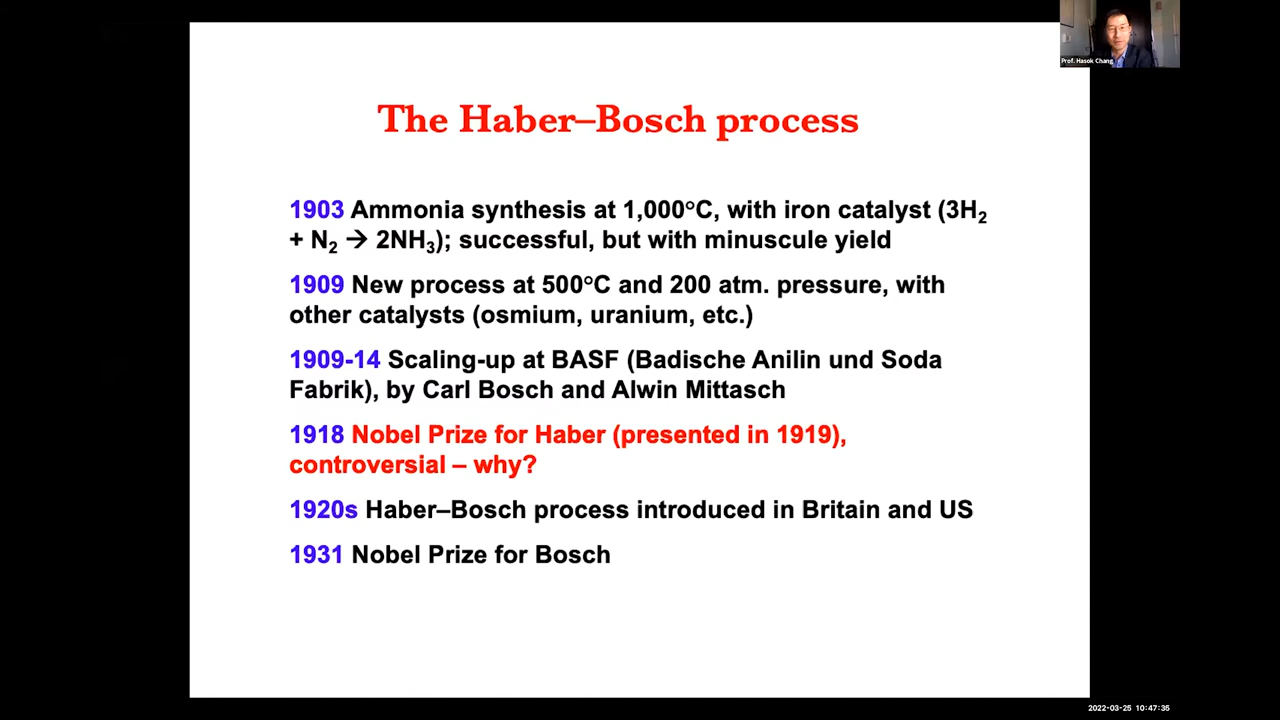 Prof. Hasok Chang
The Haber–Bosch process
1903 Ammonia synthesis at 1,000°C, with iron catalyst (3H₂
+ N₂ → 2NH₃); successful, but with minuscule yield
1909 New process at 500°C and 200 atm. pressure, with
other catalysts (osmium, uranium, etc.)
1909-14 Scaling-up at BASF (Badische Anilin und Soda
Fabrik), by Carl Bosch and Alwin Mittasch
1918 Nobel Prize for Haber (presented in 1919),
controversial – why?
1920s Haber–Bosch process introduced in Britain and US
1931 Nobel Prize for Bosch
2022-03-25 10:47:35